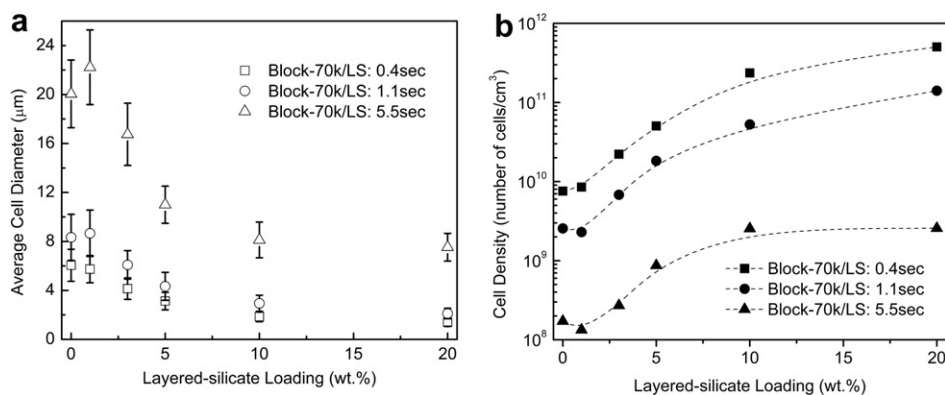 a
24
20
16
12
8
4
0
Average Cell Diameter (μm)
Block-70k/LS: 0.4sec
Block-70k/LS: 1.1sec
Block-70k/LS: 5.5sec
0 5 10 15 20
Layered-silicate Loading (wt.%)
b
10¹²
10¹¹
10¹⁰
10⁹
10⁸
Cell Density (number of cells/cm³)
Block-70k/LS: 0.4sec
Block-70k/LS: 1.1sec
Block-70k/LS: 5.5sec
0 5 10 15 20
Layered-silicate Loading (wt.%)